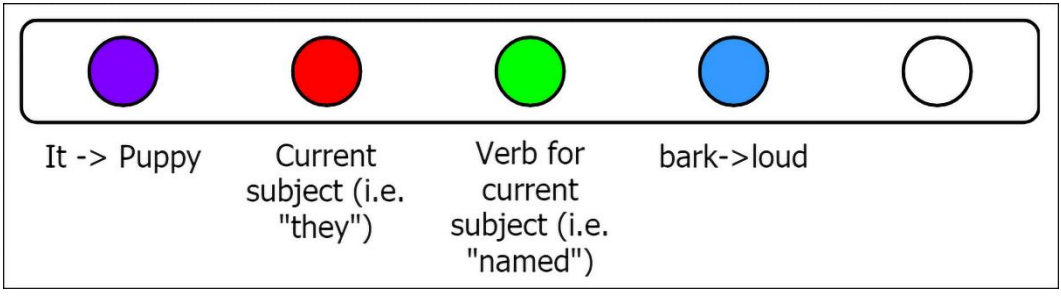 It -> Puppy
Current
subject (i.e.
"they")
Verb for
current
subject (i.e.
"named")
bark->loud